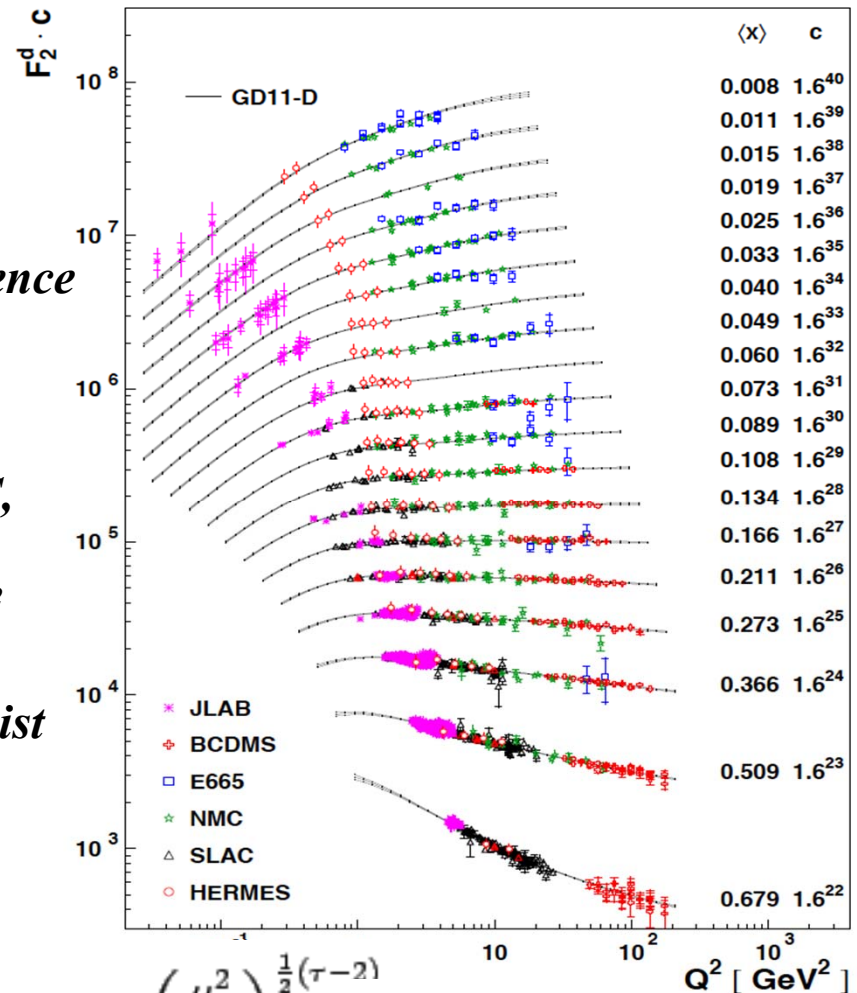 F₂ᵈ · c
⟨x⟩ c
10⁸
10⁷
10⁶
10⁵
10⁴
10³
GD11-D
0.008 1.6⁴⁰
0.011 1.6³⁹
0.015 1.6³⁸
0.019 1.6³⁷
0.025 1.6³⁶
0.033 1.6³⁵
0.040 1.6³⁴
0.049 1.6³³
0.060 1.6³²
0.073 1.6³¹
0.089 1.6³⁰
0.108 1.6²⁹
0.134 1.6²⁸
0.166 1.6²⁷
0.211 1.6²⁶
0.273 1.6²⁵
0.366 1.6²⁴
0.509 1.6²³
0.679 1.6²²
ence
ist
JLAB
BCDMS
E665
NMC
SLAC
HERMES
-1 10 10² 10³
Q² [ GeV² ]
½(τ−2)